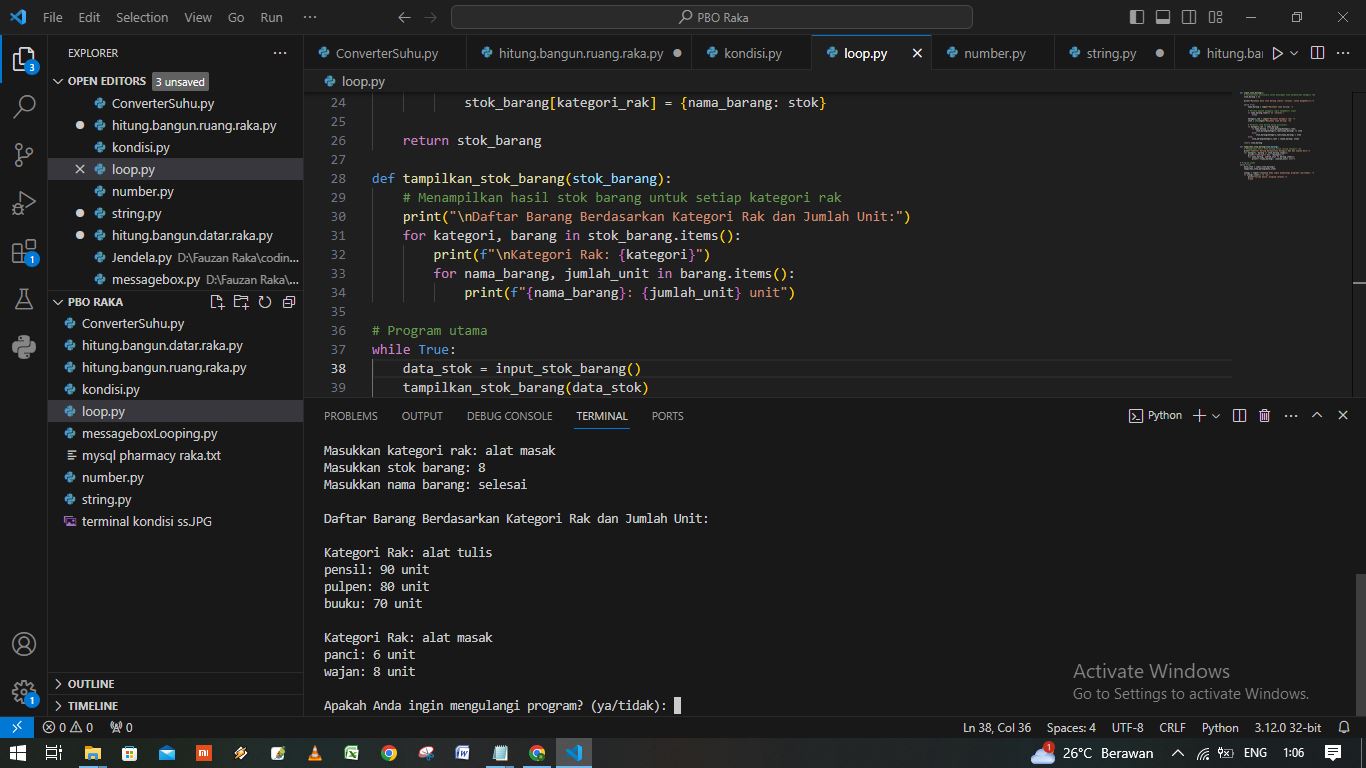 File Edit Selection View Go Run ··· PBO Raka
EXPLORER
OPEN EDITORS 3 unsaved
ConverterSuhu.py
hitung.bangun.ruang.raka.py
kondisi.py
loop.py
number.py
string.py
hitung.bangun.datar.raka.py
Jendela.py D:\Fauzan Raka\codin...
messagebox.py D:\Fauzan Raka\...
PBO RAKA
ConverterSuhu.py
hitung.bangun.datar.raka.py
hitung.bangun.ruang.raka.py
kondisi.py
loop.py
messageboxLooping.py
mysql pharmacy raka.txt
number.py
string.py
terminal kondisi ss.JPG
OUTLINE
TIMELINE
3
1
1
ConverterSuhu.py hitung.bangun.ruang.raka.py kondisi.py loop.py number.py string.py hitung.ba
loop.py
24 stok_barang[kategori_rak] = {nama_barang: stok}
25
26 return stok_barang
27
28 def tampilkan_stok_barang(stok_barang):
29 # Menampilkan hasil stok barang untuk setiap kategori rak
30 print("\nDaftar Barang Berdasarkan Kategori Rak dan Jumlah Unit:")
31 for kategori, barang in stok_barang.items():
32 print(f"\nKategori Rak: {kategori}")
33 for nama_barang, jumlah_unit in barang.items():
34 print(f"{nama_barang}: {jumlah_unit} unit")
35
36 # Program utama
37 while True:
38 data_stok = input_stok_barang()
39 tampilkan_stok_barang(data_stok)
PROBLEMS OUTPUT DEBUG CONSOLE TERMINAL PORTS Python
Masukkan kategori rak: alat masak
Masukkan stok barang: 8
Masukkan nama barang: selesai
Daftar Barang Berdasarkan Kategori Rak dan Jumlah Unit:
Kategori Rak: alat tulis
pensil: 90 unit
pulpen: 80 unit
buuku: 70 unit
Kategori Rak: alat masak
panci: 6 unit
wajan: 8 unit
Apakah Anda ingin mengulangi program? (ya/tidak):
Activate Windows
Go to Settings to activate Windows.
0 0 0 Ln 38, Col 36 Spaces: 4 UTF-8 CRLF Python 3.12.0 32-bit
1 26°C Berawan ENG 1:06